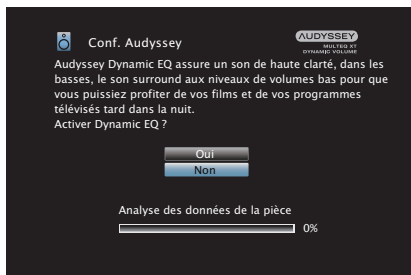 Conf. Audyssey
AUDYSSEY
MULTEQ XT
DYNAMIC VOLUME
Audyssey Dynamic EQ assure un son de haute clarté, dans les
basses, le son surround aux niveaux de volumes bas pour que
vous puissiez profiter de vos films et de vos programmes
télévisés tard dans la nuit.
Activer Dynamic EQ ?
Oui
Non
Analyse des données de la pièce
0%